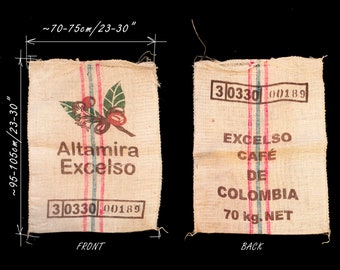 ~70-75cm/23-30"
~95-105cm/23-30"
Altamira
Excelso
3 0330 00189
FRONT
3 0330 00189
EXCELSO
CAFÉ
DE
COLOMBIA
70 kg. NET
BACK